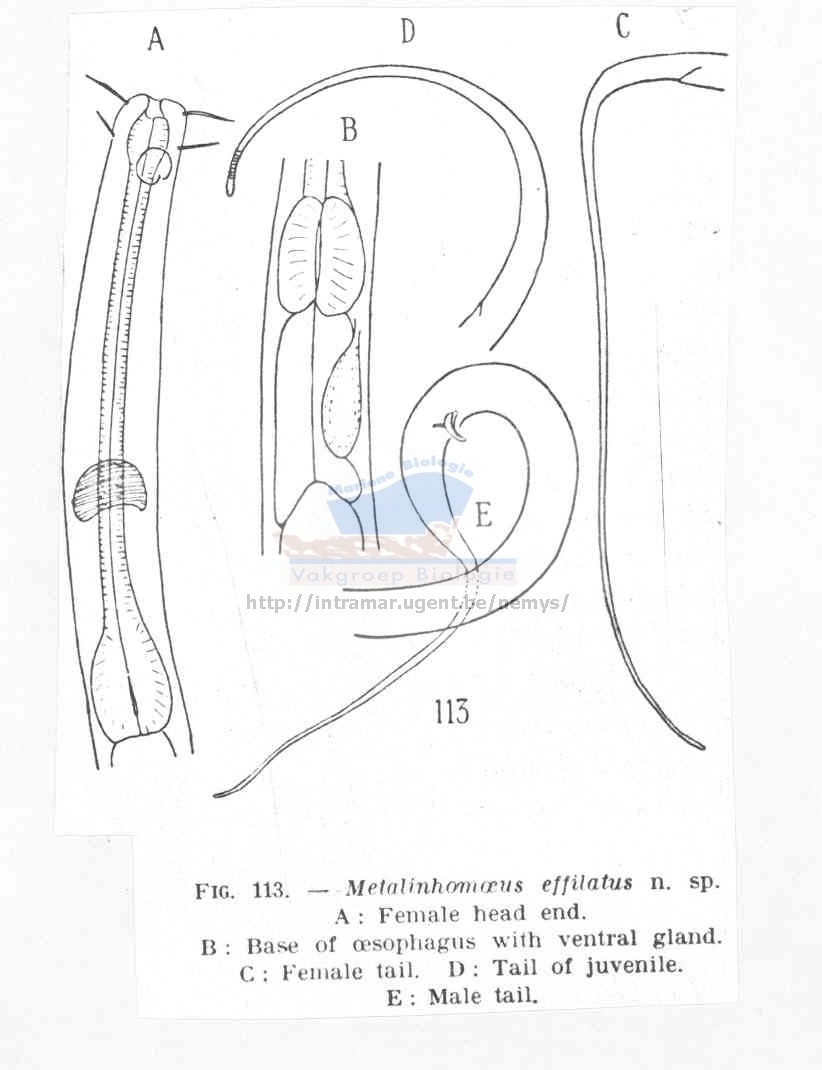 A
D
C
B
E
Marine Biologie
Vakgroep Biologie
http://intramar.ugent.be/nemys/
113
FIG. 113. — Metalinhomœus effilatus n. sp.
A : Female head end.
B : Base of œsophagus with ventral gland.
C : Female tail. D : Tail of juvenile.
E : Male tail.